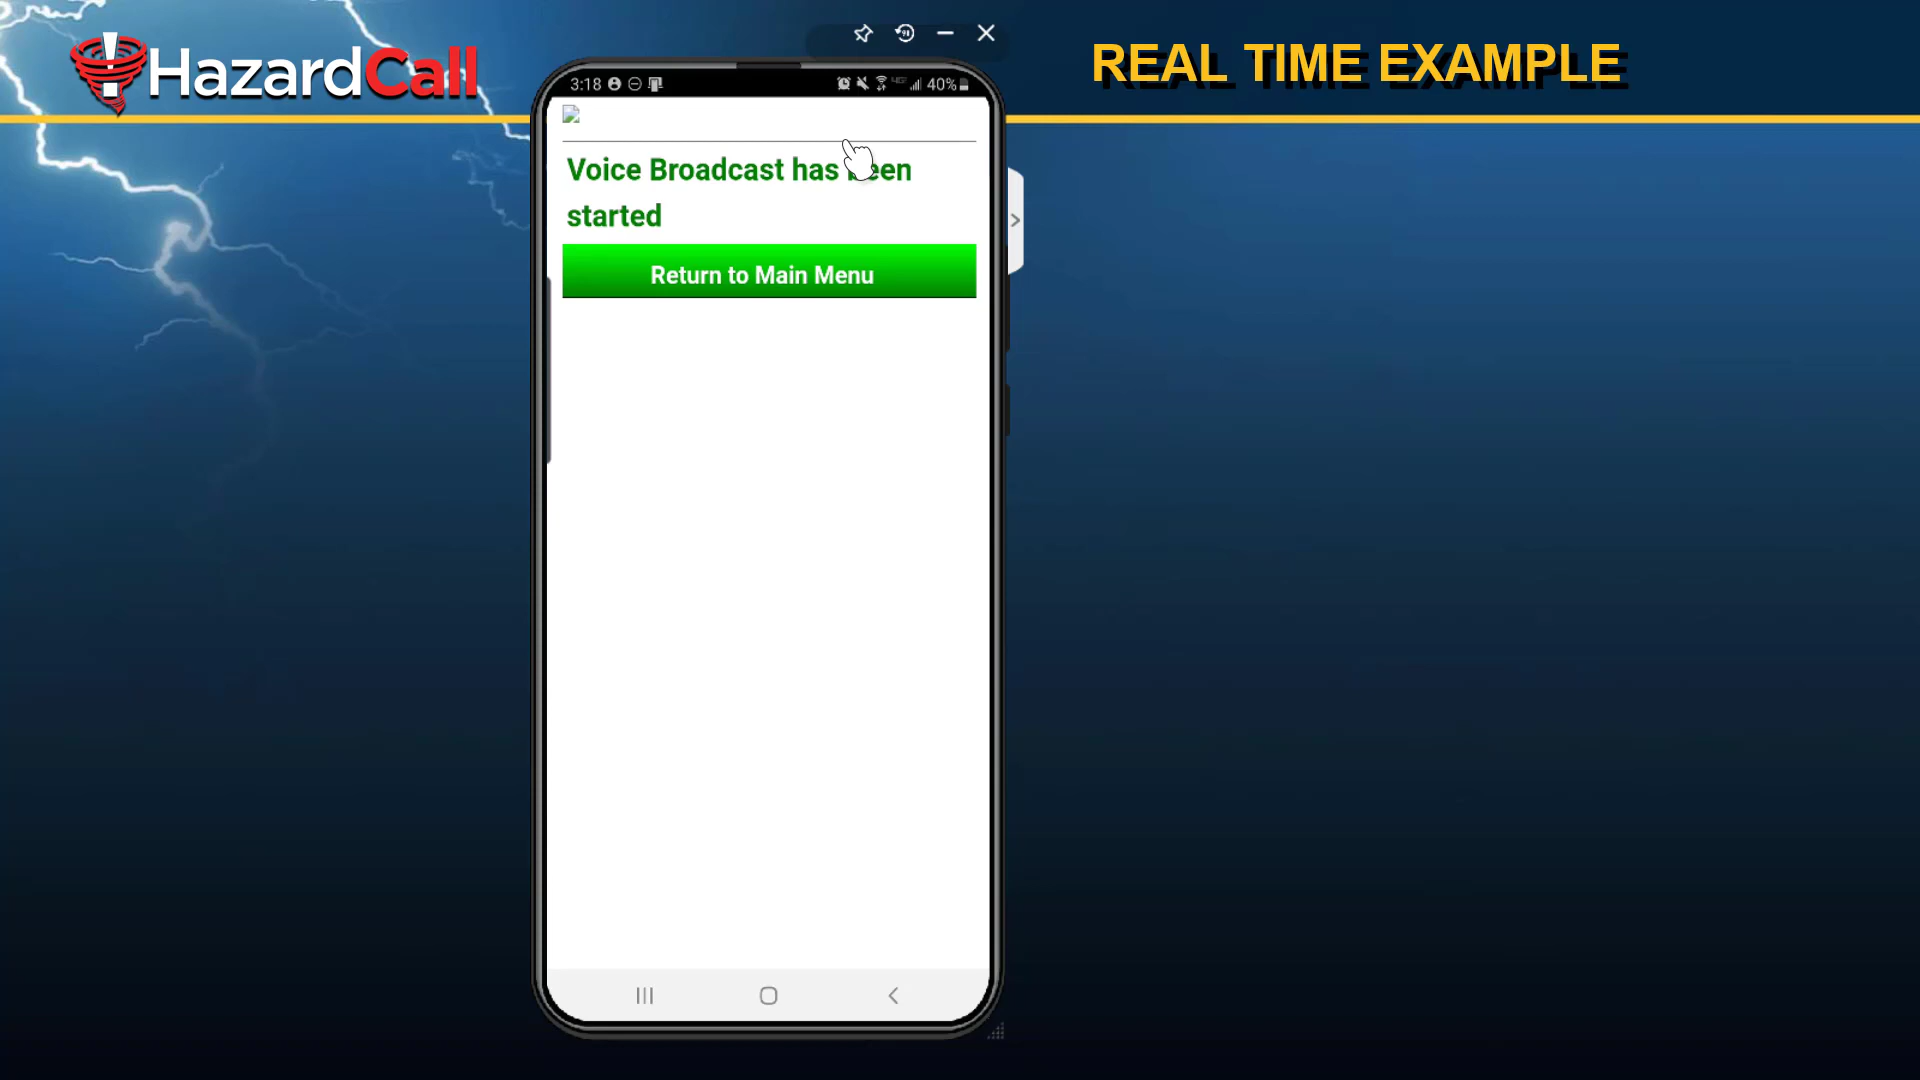 HazardCall
REAL TIME EXAMPLE
3:18
40%
Voice Broadcast has been
started
Return to Main Menu